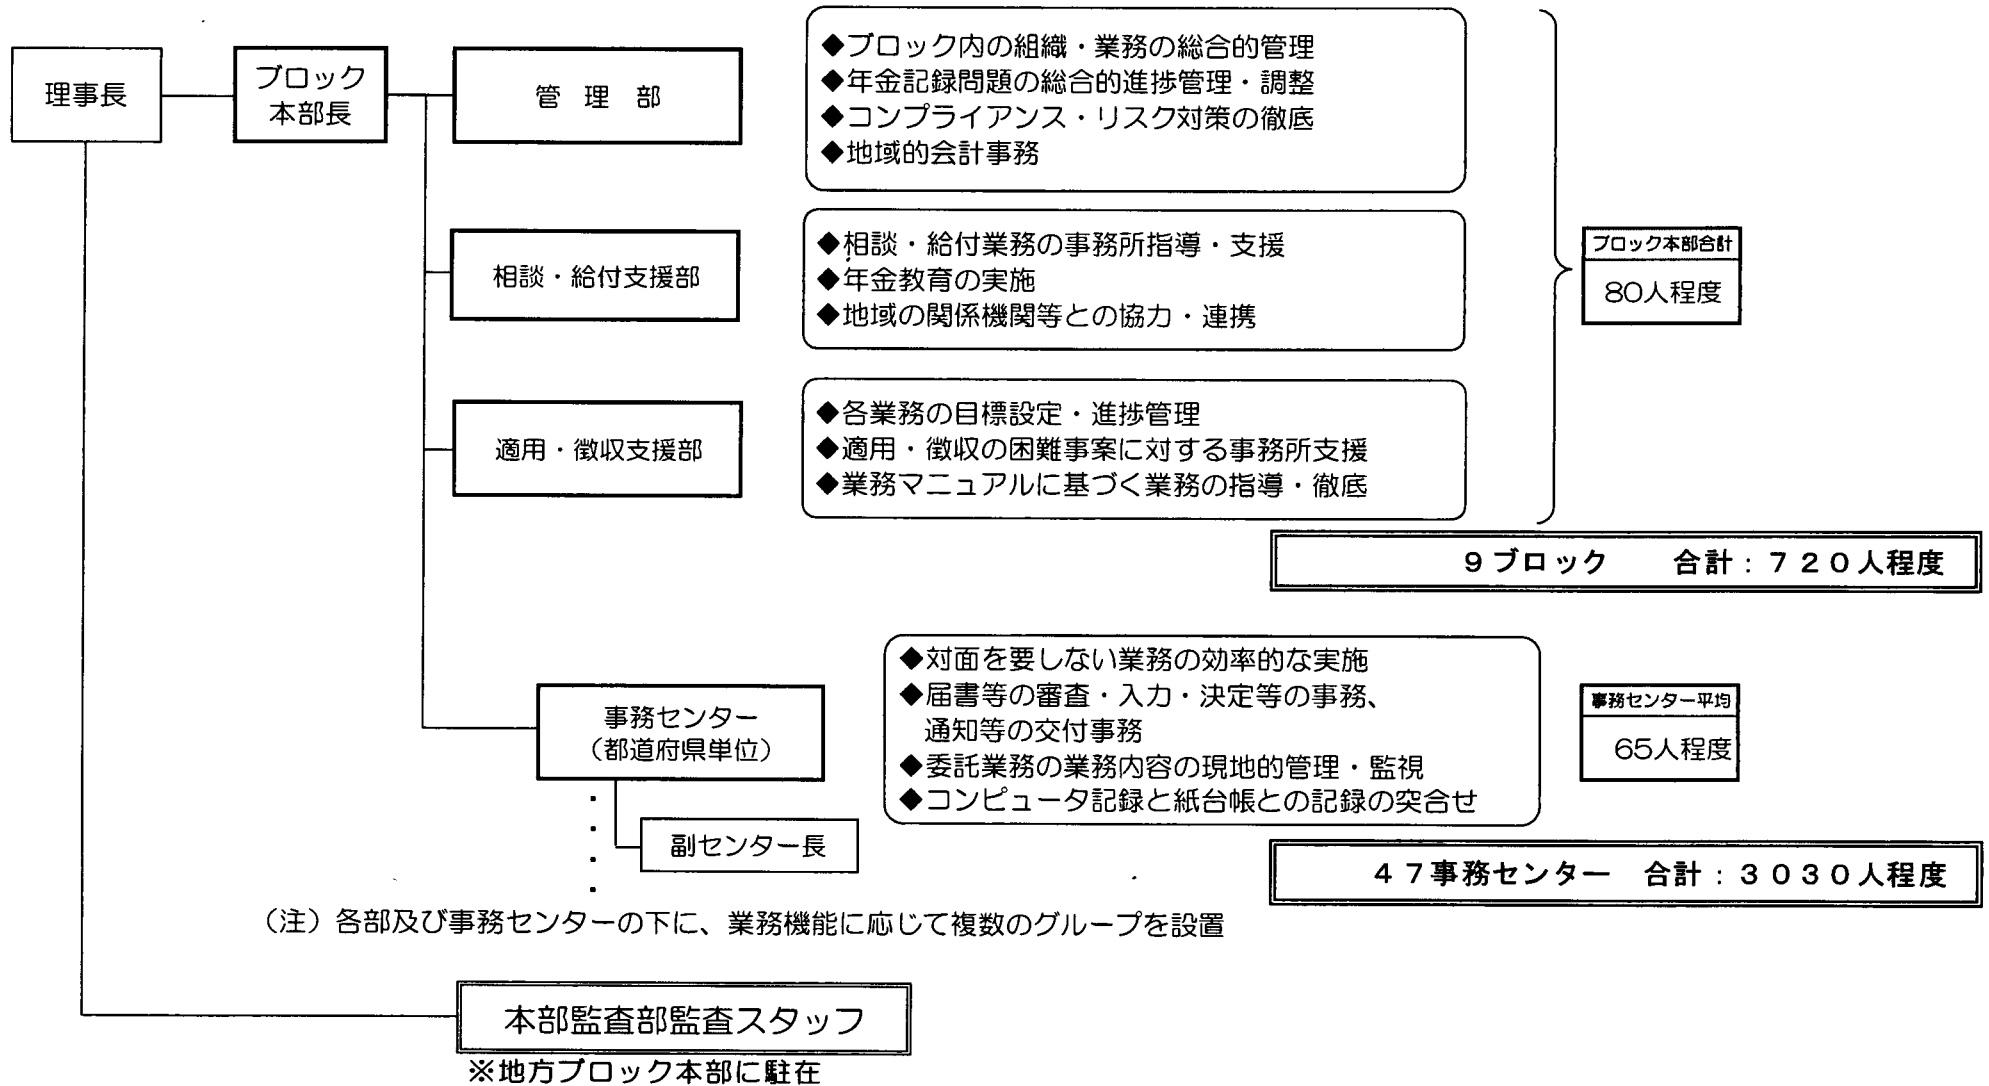 理事長
ブロック
本部長
管 理 部
◆ブロック内の組織・業務の総合的管理
◆年金記録問題の総合的進捗管理・調整
◆コンプライアンス・リスク対策の徹底
◆地域的会計事務
相談・給付支援部
◆相談・給付業務の事務所指導・支援
◆年金教育の実施
◆地域の関係機関等との協力・連携
ブロック本部合計
80人程度
適用・徴収支援部
◆各業務の目標設定・進捗管理
◆適用・徴収の困難事案に対する事務所支援
◆業務マニュアルに基づく業務の指導・徹底
9ブロック 合計:720人程度
事務センター
(都道府県単位)
◆対面を要しない業務の効率的な実施
◆届書等の審査・入力・決定等の事務、
通知等の交付事務
◆委託業務の業務内容の現地的管理・監視
◆コンピュータ記録と紙台帳との記録の突合せ
事務センター平均
65人程度
副センター長
47事務センター 合計:3030人程度
(注)各部及び事務センターの下に、業務機能に応じて複数のグループを設置
本部監査部監査スタッフ
※地方ブロック本部に駐在